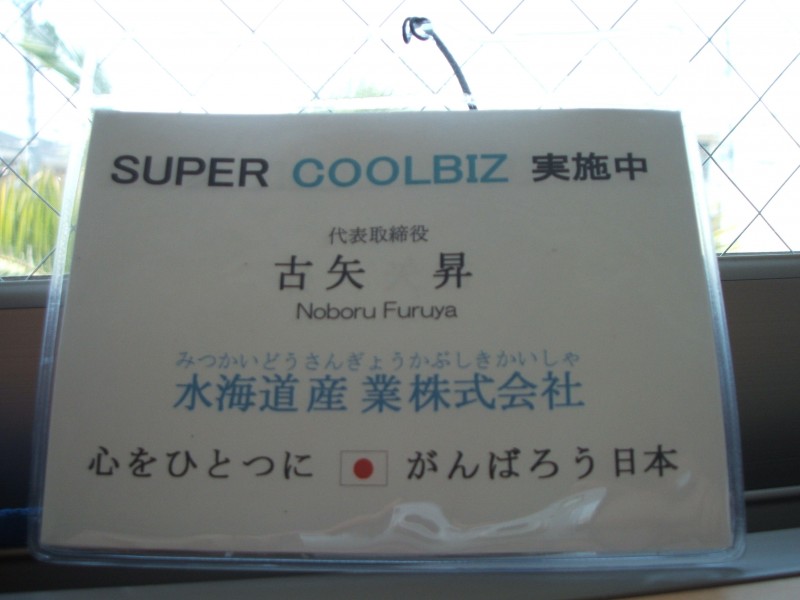 SUPER COOLBIZ 実施中
代表取締役
古矢 昇
Noboru Furuya
みつかいどうさんぎょうかぶしきかいしゃ
水海道産業株式会社
心をひとつに がんばろう日本